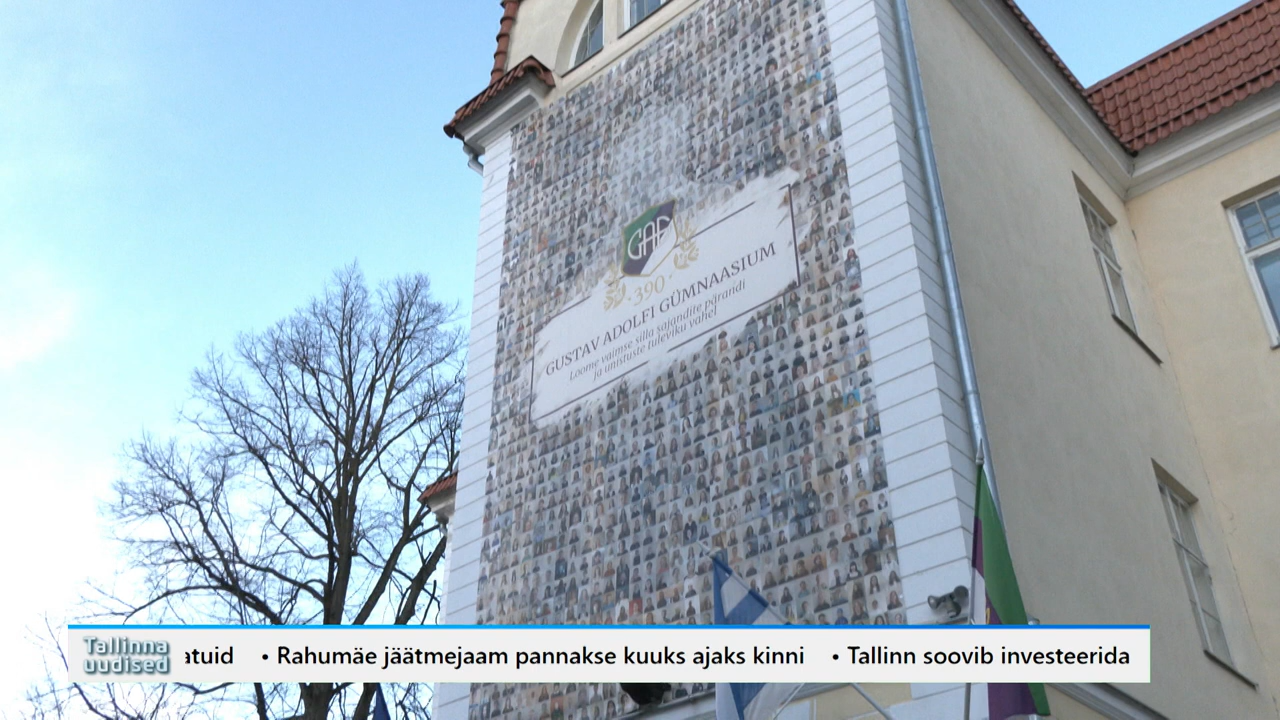 GAG
·390·
GUSTAV ADOLFI GÜMNAASIUM
Loome vaimse silla sajandite pärandi
ja unistuste tuleviku vahel
Tallinna
uudised
atuid • Rahumäe jäätmejaam pannakse kuuks ajaks kinni • Tallinn soovib investeerida